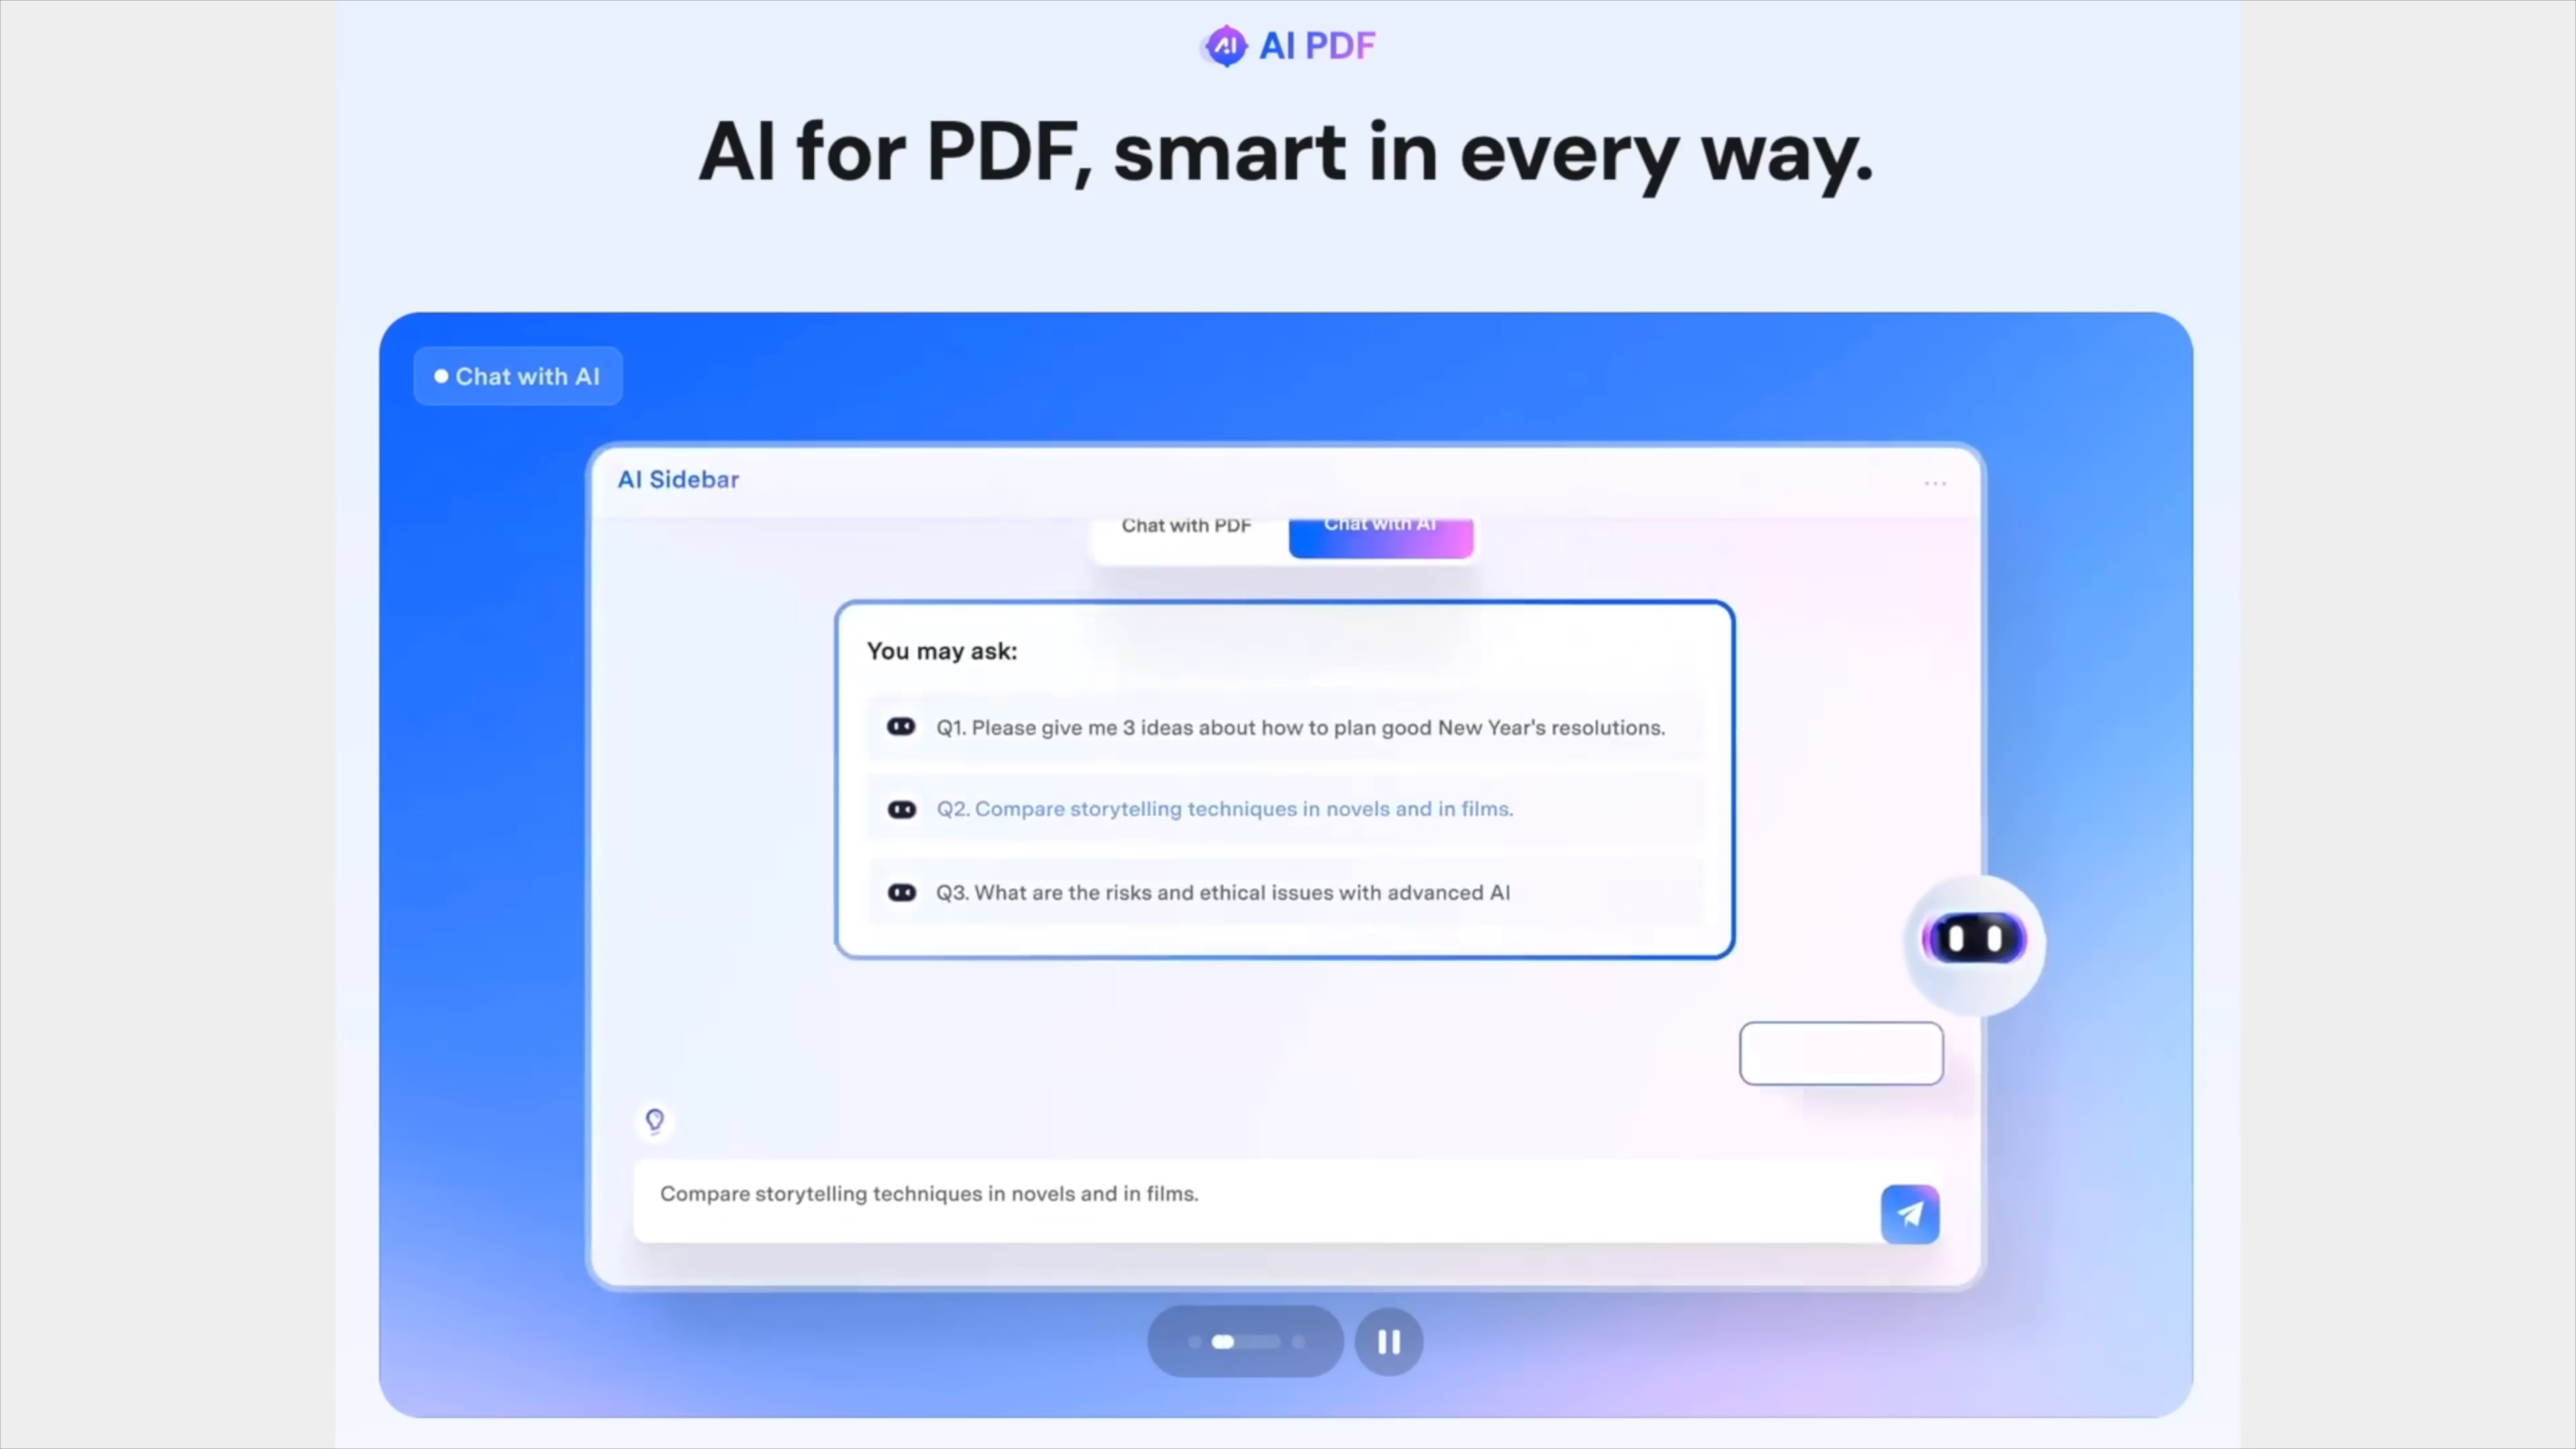 AI PDF
AI for PDF, smart in every way.
Chat with AI
AI Sidebar
Chat with PDF
Chat with AI
You may ask:
Q1. Please give me 3 ideas about how to plan good New Year's resolutions.
Q2. Compare storytelling techniques in novels and in films.
Q3. What are the risks and ethical issues with advanced AI
Compare storytelling techniques in novels and in films.